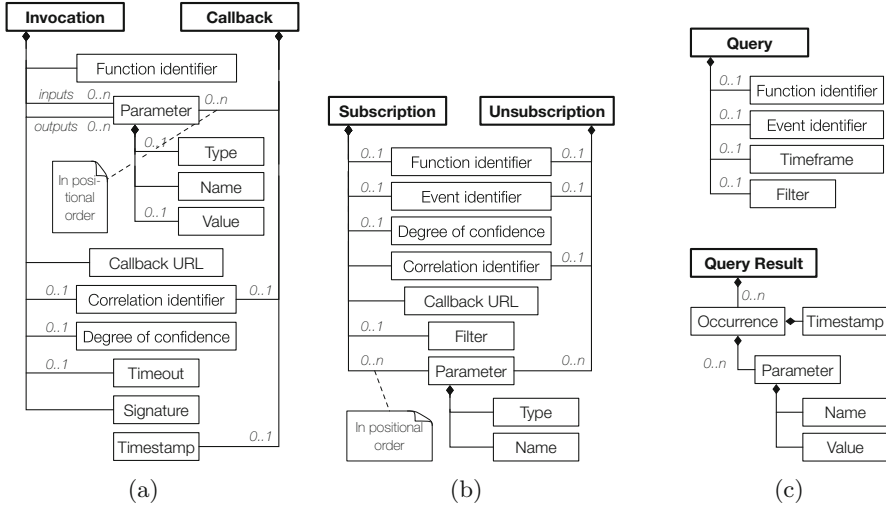 Invocation
Callback
Function identifier
inputs 0..n
Parameter
0..n
outputs 0..n
0..1
Type
In posi-
tional
order
Name
0..1
Value
Callback URL
0..1
Correlation identifier
0..1
0..1
Degree of confidence
0..1
Timeout
Signature
Timestamp
0..1
(a)
Subscription
Unsubscription
0..1
Function identifier
0..1
0..1
Event identifier
0..1
Degree of confidence
Correlation identifier
0..1
Callback URL
0..1
Filter
0..n
Parameter
0..n
In positional
order
Type
Name
(b)
Query
0..1
Function identifier
0..1
Event identifier
0..1
Timeframe
0..1
Filter
Query Result
0..n
Occurrence
Timestamp
0..n
Parameter
Name
Value
(c)